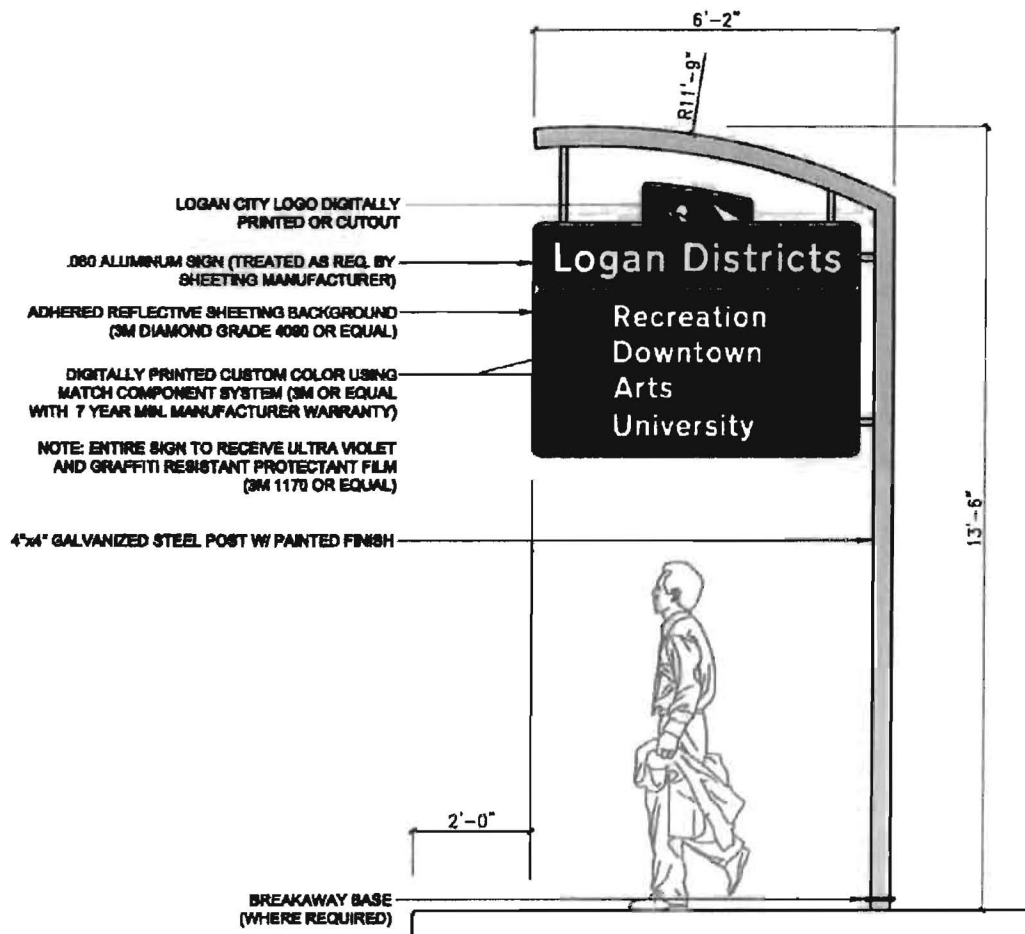 6'-2"
R11'-9"
LOGAN CITY LOGO DIGITALLY
PRINTED OR CUTOUT
.080 ALUMINUM SIGN (TREATED AS REQ. BY
SHEETING MANUFACTURER)
ADHERED REFLECTIVE SHEETING BACKGROUND
(3M DIAMOND GRADE 4090 OR EQUAL)
DIGITALLY PRINTED CUSTOM COLOR USING
MATCH COMPONENT SYSTEM (3M OR EQUAL
WITH 7 YEAR MIN. MANUFACTURER WARRANTY)
NOTE: ENTIRE SIGN TO RECEIVE ULTRA VIOLET
AND GRAFFITI RESISTANT PROTECTANT FILM
(3M 1170 OR EQUAL)
4"x4" GALVANIZED STEEL POST W/ PAINTED FINISH
Logan Districts
Recreation
Downtown
Arts
University
13'-6"
2'-0"
BREAKAWAY BASE
(WHERE REQUIRED)